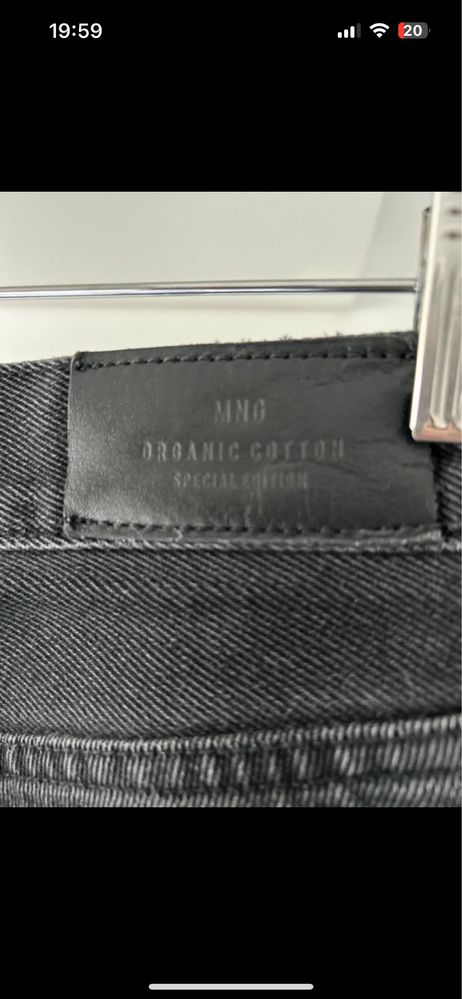 19:59
20
MNG
ORGANIC COTTON
SPECIAL EDITION